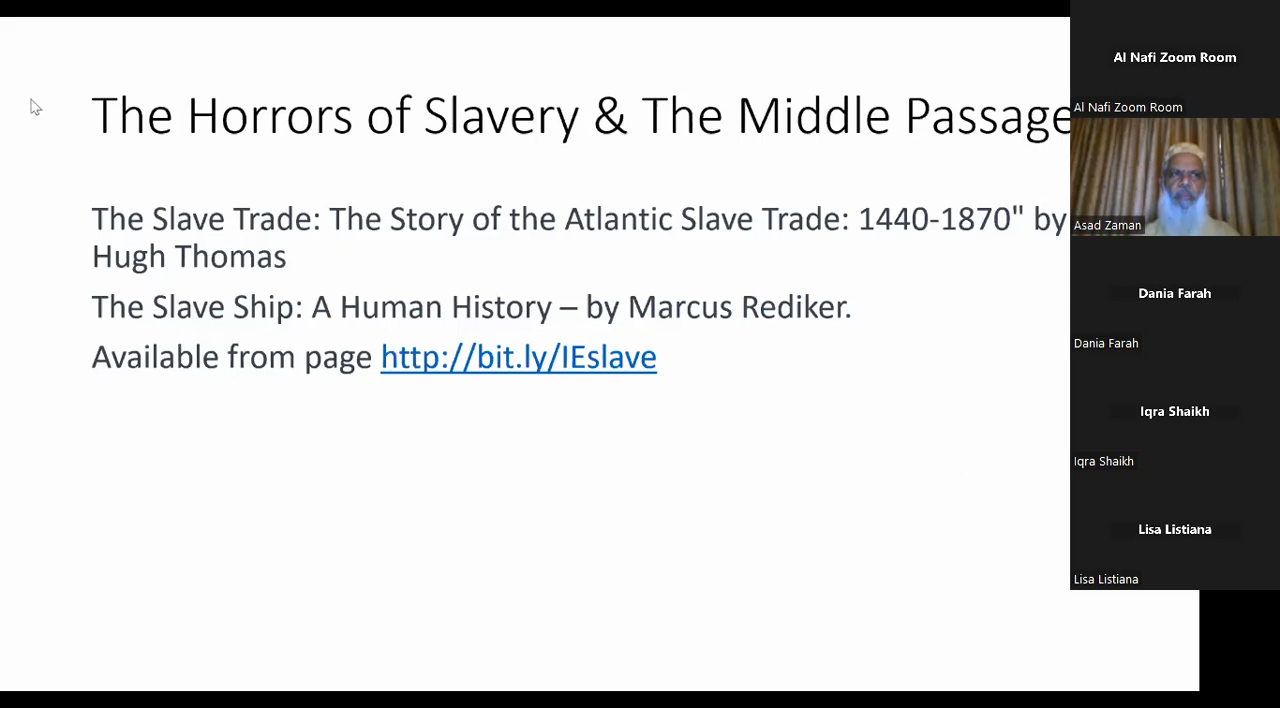 The Horrors of Slavery & The Middle Passage
The Slave Trade: The Story of the Atlantic Slave Trade: 1440-1870" by
Hugh Thomas
The Slave Ship: A Human History – by Marcus Rediker.
Available from page http://bit.ly/IEslave
Al Nafi Zoom Room
Al Nafi Zoom Room
Asad Zaman
Dania Farah
Dania Farah
Iqra Shaikh
Iqra Shaikh
Lisa Listiana
Lisa Listiana